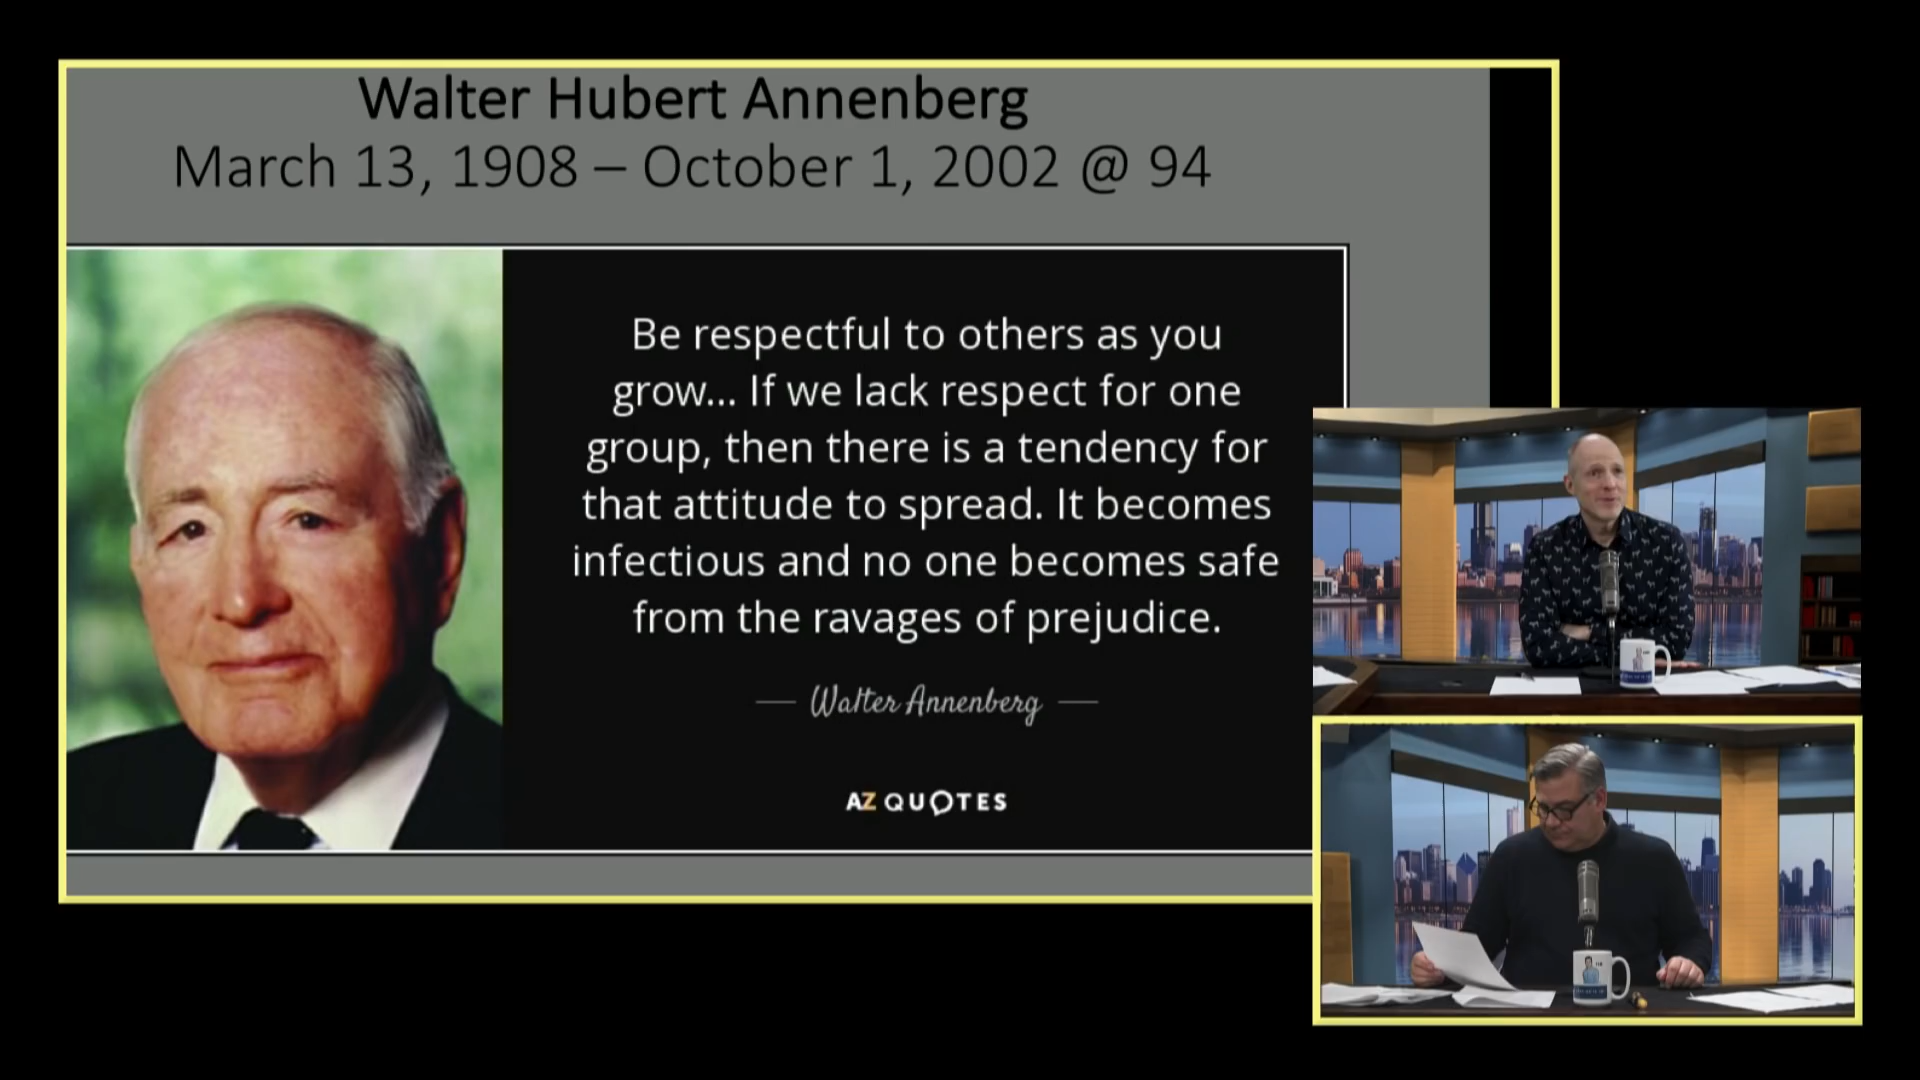 Walter Hubert Annenberg
March 13, 1908 – October 1, 2002 @ 94
Be respectful to others as you
grow... If we lack respect for one
group, then there is a tendency for
that attitude to spread. It becomes
infectious and no one becomes safe
from the ravages of prejudice.
— Walter Annenberg —
AZ QUOTES